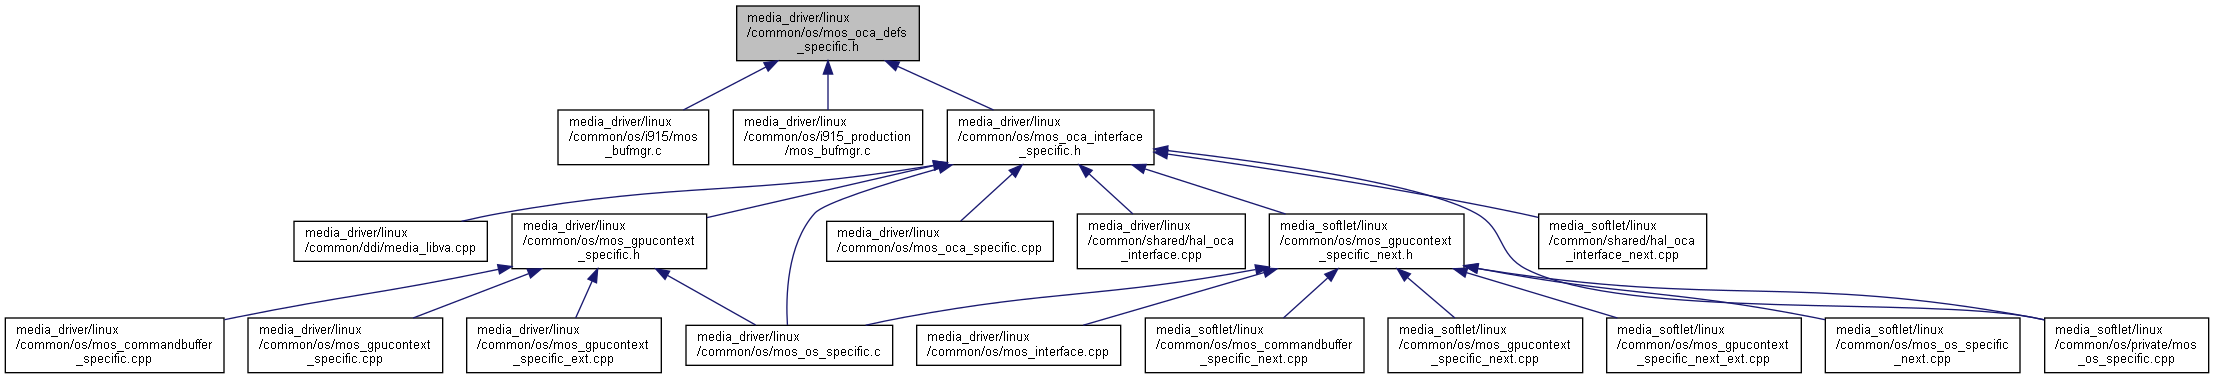 media_driver/linux
/common/os/mos_oca_defs
_specific.h
media_driver/linux
/common/os/i915/mos
_bufmgr.c
media_driver/linux
/common/os/i915_production
/mos_bufmgr.c
media_driver/linux
/common/os/mos_oca_interface
_specific.h
media_driver/linux
/common/ddi/media_libva.cpp
media_driver/linux
/common/os/mos_gpucontext
_specific.h
media_driver/linux
/common/os/mos_oca_specific.cpp
media_driver/linux
/common/shared/hal_oca
_interface.cpp
media_softlet/linux
/common/os/mos_gpucontext
_specific_next.h
media_softlet/linux
/common/shared/hal_oca
_interface_next.cpp
media_driver/linux
/common/os/mos_commandbuffer
_specific.cpp
media_driver/linux
/common/os/mos_gpucontext
_specific.cpp
media_driver/linux
/common/os/mos_gpucontext
_specific_ext.cpp
media_driver/linux
/common/os/mos_os_specific.c
media_driver/linux
/common/os/mos_interface.cpp
media_softlet/linux
/common/os/mos_commandbuffer
_specific_next.cpp
media_softlet/linux
/common/os/mos_gpucontext
_specific_next.cpp
media_softlet/linux
/common/os/mos_gpucontext
_specific_next_ext.cpp
media_softlet/linux
/common/os/mos_os_specific
_next.cpp
media_softlet/linux
/common/os/private/mos
_os_specific.cpp